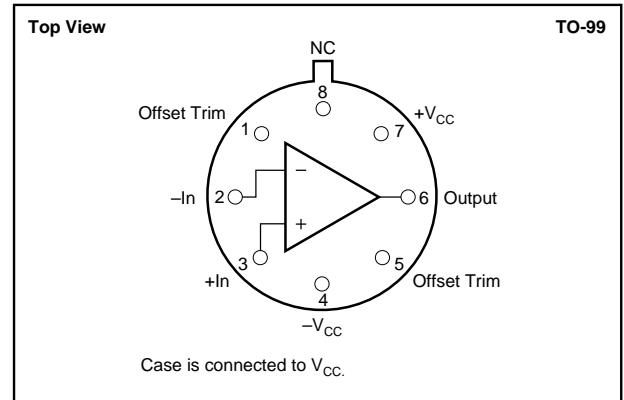 Top View
TO-99
NC
8
Offset Trim
1
7
+VCC
–
–In
2
6
Output
+
3
+In
5
Offset Trim
4
–VCC
Case is connected to VCC.